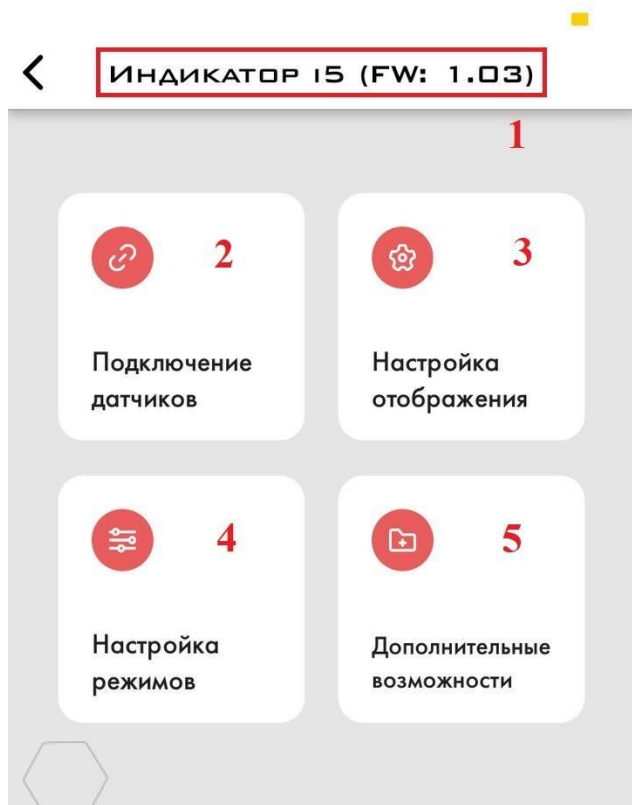 Индикатор i5 (FW: 1.03)
1
2
3
Подключение
датчиков
Настройка
отображения
4
5
Настройка
режимов
Дополнительные
возможности